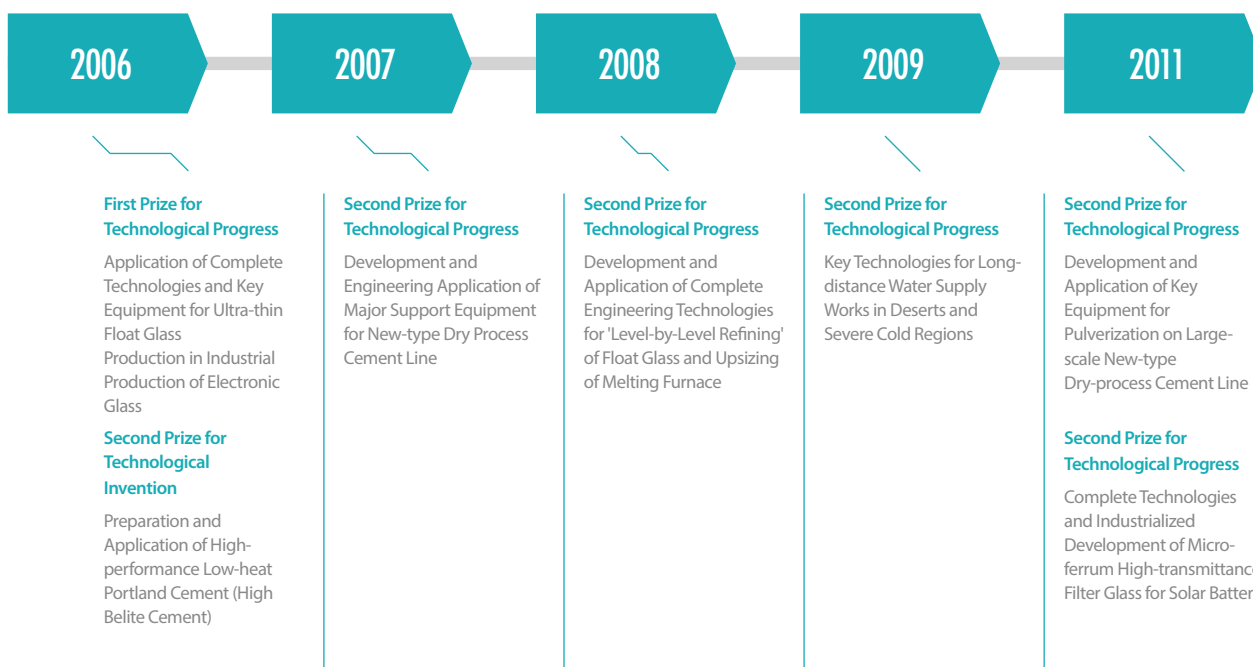 2006
2007
2008
2009
2011
First Prize for
Technological Progress
Application of Complete
Technologies and Key
Equipment for Ultra-thin
Float Glass
Production in Industrial
Production of Electronic
Glass
Second Prize for
Technological
Invention
Preparation and
Application of High-
performance Low-heat
Portland Cement (High
Belite Cement)
Second Prize for
Technological Progress
Development and
Engineering Application of
Major Support Equipment
for New-type Dry Process
Cement Line
Second Prize for
Technological Progress
Development and
Application of Complete
Engineering Technologies
for 'Level-by-Level Refining'
of Float Glass and Upsizing
of Melting Furnace
Second Prize for
Technological Progress
Key Technologies for Long-
distance Water Supply
Works in Deserts and
Severe Cold Regions
Second Prize for
Technological Progress
Development and
Application of Key
Equipment for
Pulverization on Large-
scale New-type
Dry-process Cement Line
Second Prize for
Technological Progress
Complete Technologies
and Industrialized
Development of Micro-
ferrum High-transmittance
Filter Glass for Solar Batter